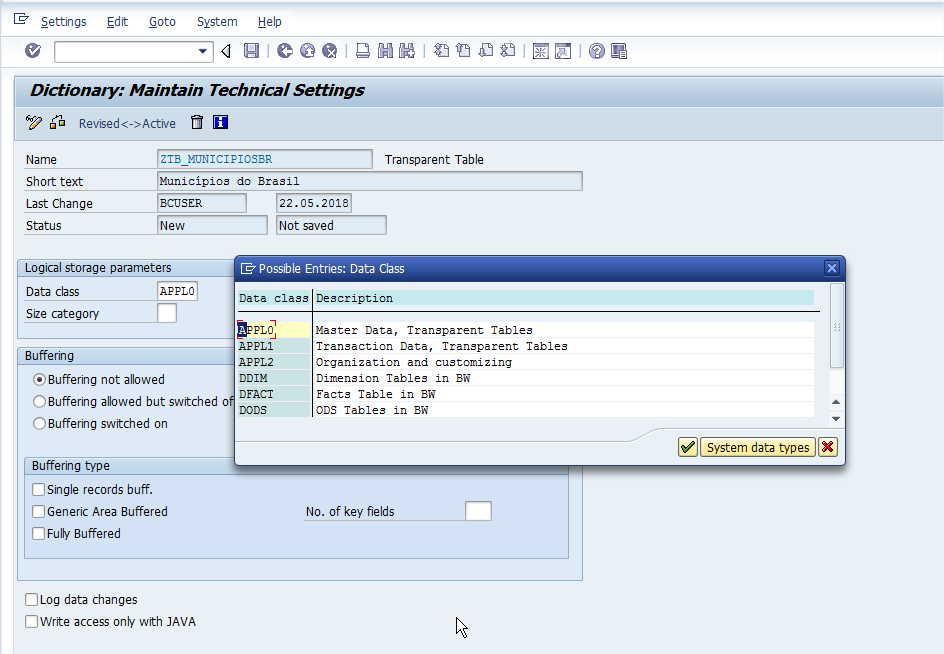 Settings Edit Goto System Help
Dictionary: Maintain Technical Settings
Revised<->Active
Name ZTB_MUNICIPIOSBR Transparent Table
Short text Municípios do Brasil
Last Change BCUSER 22.05.2018
Status New Not saved
Logical storage parameters
Data class APPL0
Size category
Buffering
Buffering not allowed
Buffering allowed but switched of
Buffering switched on
Buffering type
Single records buff.
Generic Area Buffered No. of key fields
Fully Buffered
Log data changes
Write access only with JAVA
Possible Entries: Data Class
Data class Description
APPL0 Master Data, Transparent Tables
APPL1 Transaction Data, Transparent Tables
APPL2 Organization and customizing
DDIM Dimension Tables in BW
DFACT Facts Table in BW
DODS ODS Tables in BW
System data types